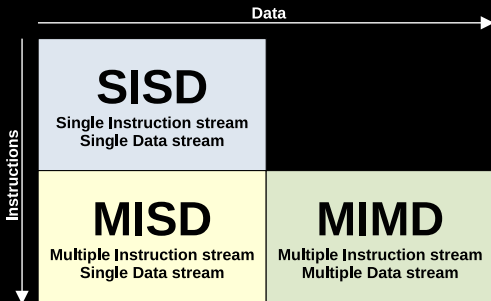 Data
Instructions
SISD
Single Instruction stream
Single Data stream
MISD
Multiple Instruction stream
Single Data stream
MIMD
Multiple Instruction stream
Multiple Data stream